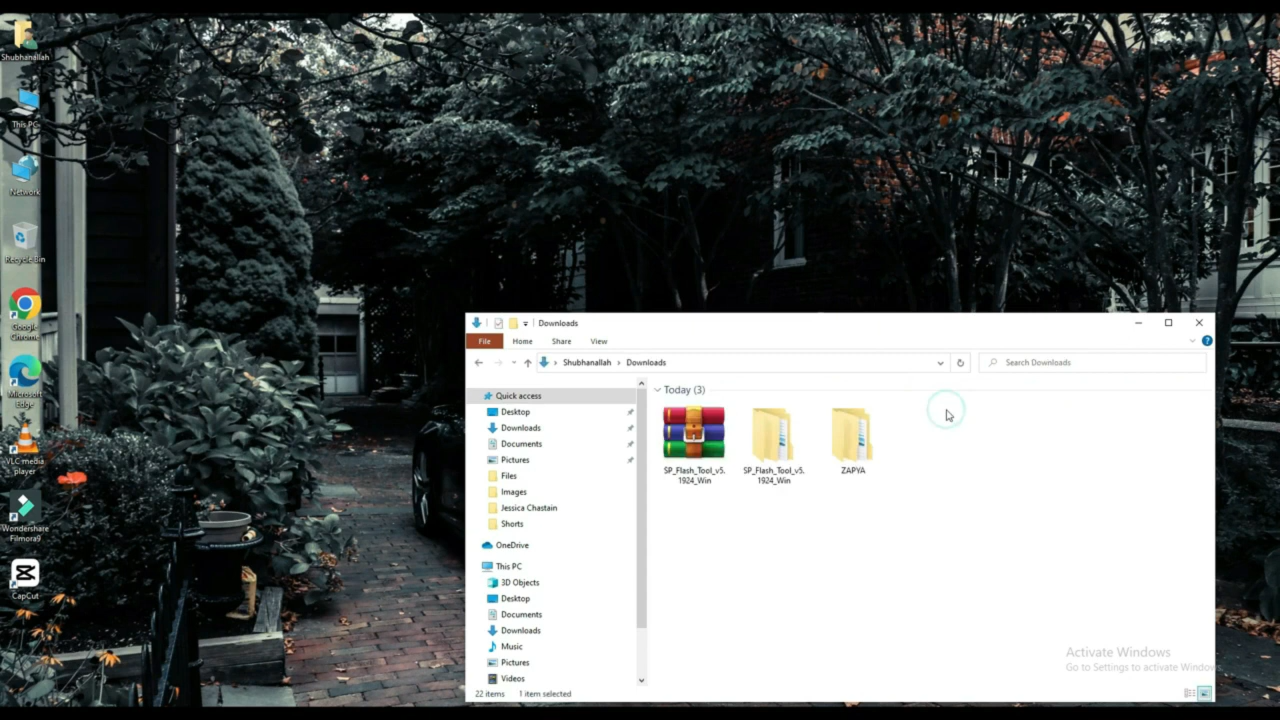 Shubhanallah
This PC
Network
Recycle Bin
Google
Chrome
Microsoft
Edge
VLC media
player
Wondershare
Filmora9
CapCut
Downloads
File
Home
Share
View
Shubhanallah
Downloads
Search Downloads
Quick access
Desktop
Downloads
Documents
Pictures
Files
Images
Jessica Chastain
Shorts
OneDrive
This PC
3D Objects
Desktop
Documents
Downloads
Music
Pictures
Videos
Today (3)
SP_Flash_Tool_v5.
1924_Win
SP_Flash_Tool_v5.
1924_Win
ZAPYA
22 items
1 item selected
Activate Windows
Go to Settings to activate Windows.